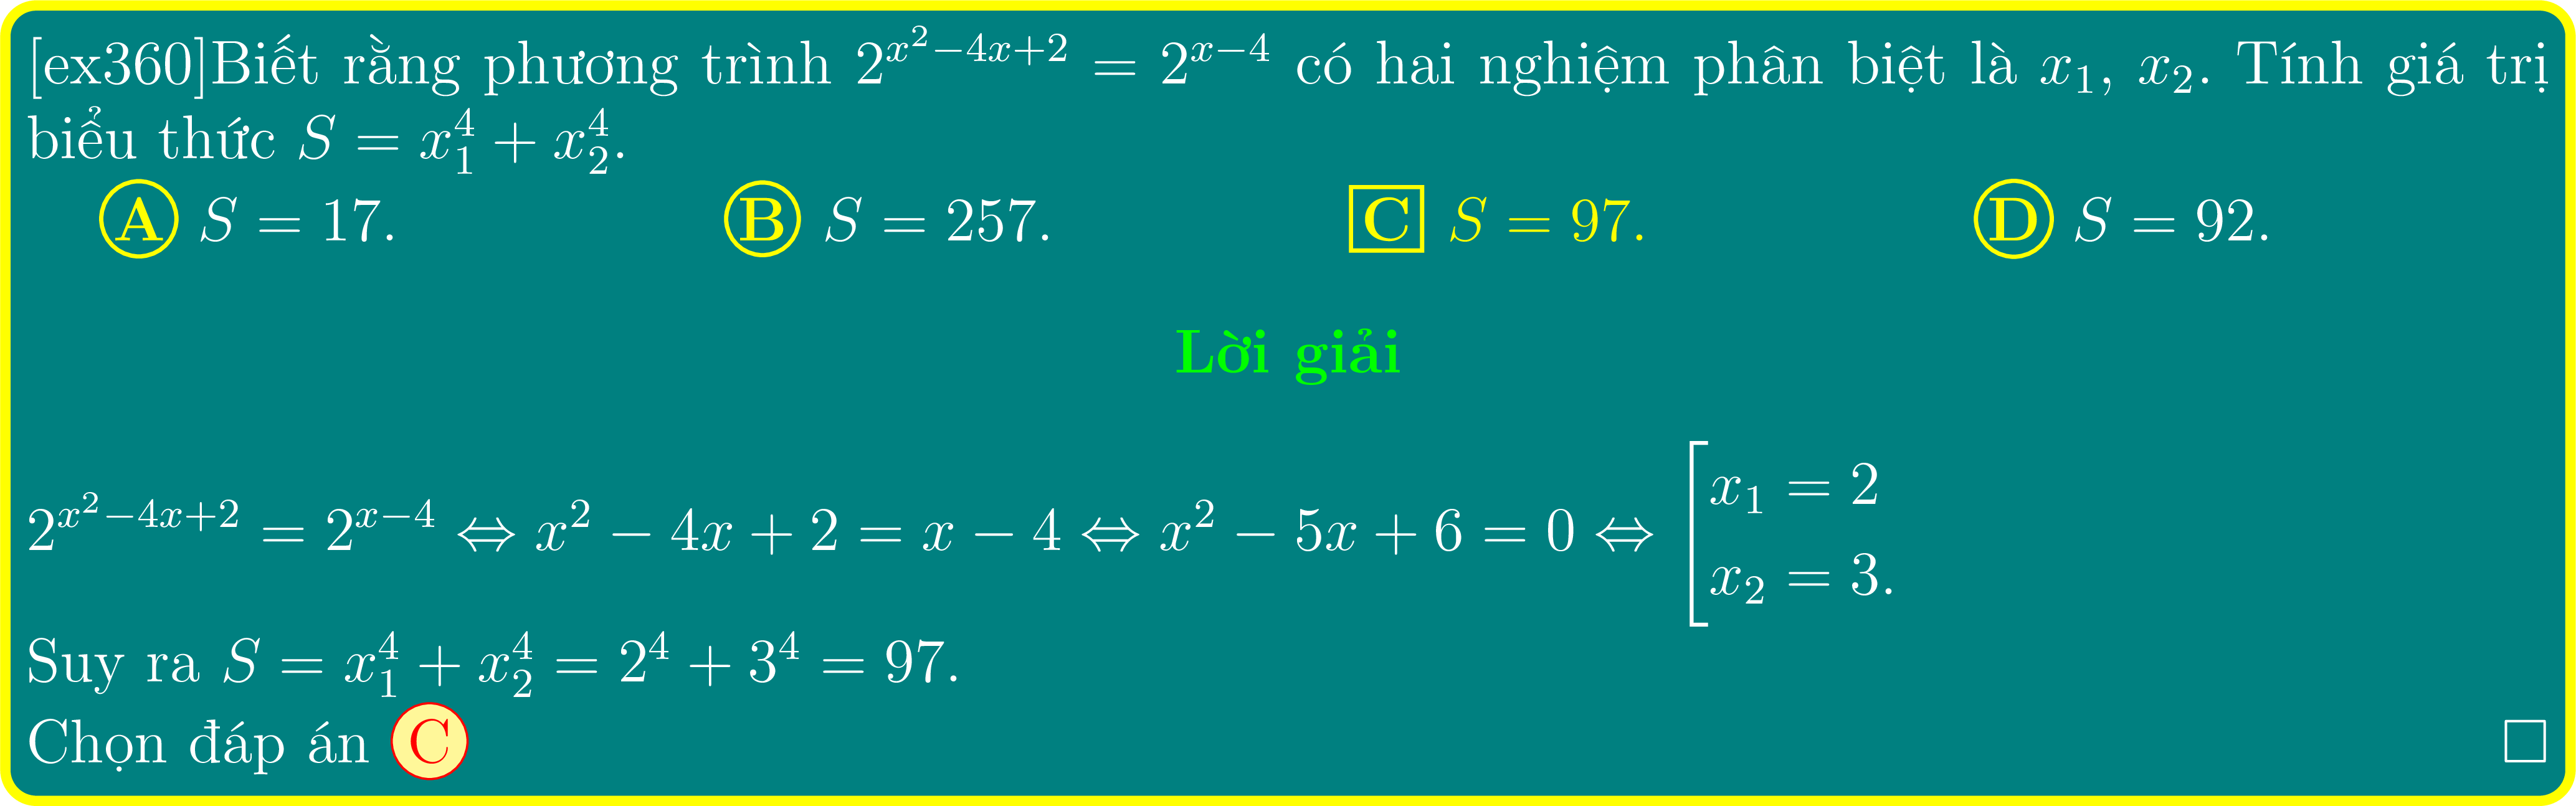 [ex360]Biết rằng phương trình $2^{x^2-4x+2} = 2^{x-4}$ có hai nghiệm phân biệt là $x_1$, $x_2$. Tính giá trị
biểu thức $S = x_1^4 + x_2^4$.
A S = 17. B S = 257. C S = 97. D S = 92.
Lời giải
$2^{x^2-4x+2} = 2^{x-4} \Leftrightarrow x^2 - 4x + 2 = x - 4 \Leftrightarrow x^2 - 5x + 6 = 0 \Leftrightarrow \left[\begin{array}{l} x_1 = 2 \\ x_2 = 3. \end{array}\right.$
Suy ra $S = x_1^4 + x_2^4 = 2^4 + 3^4 = 97$.
Chọn đáp án C □